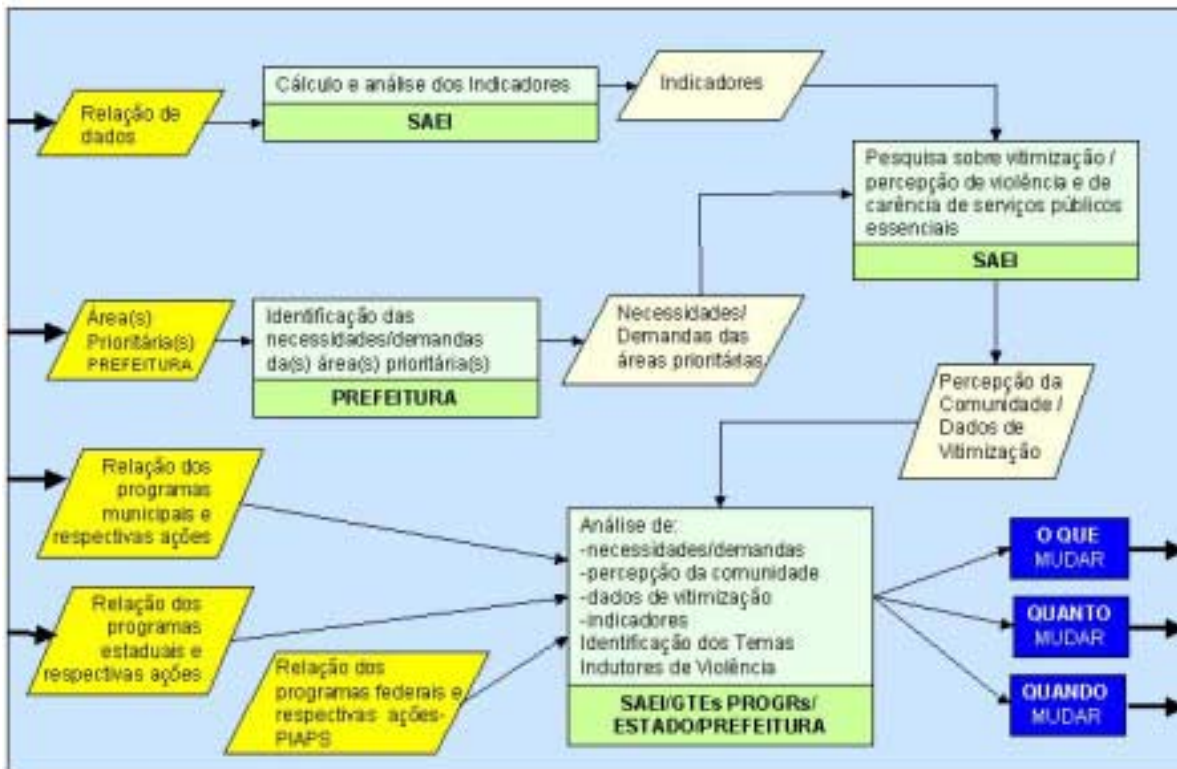 Relação de
dados
Cálculo e análise dos Indicadores
SAEI
Indicadores
Pesquisa sobre vitimização /
percepção de violência e de
carência de serviços públicos
essenciais
SAEI
Área(s)
Prioritária(s)
PREFEITURA
Identificação das
necessidades/demandas
da(s) área(s) prioritária(s)
PREFEITURA
Necessidades/
Demandas das
áreas prioritárias
Percepção da
Comunidade /
Dados de
Vitimização
Relação dos
programas
municipais e
respectivas ações
Relação dos
programas
estaduais e
respectivas ações
Relação dos
programas federais e
respectivas ações-
PIAPS
Análise de:
-necessidades/demandas
-percepção da comunidade
-dados de vitimização
-indicadores
Identificação dos Temas
Indutores de Violência
SAEI/GTEs PROGRs/
ESTADO/PREFEITURA
O QUE
MUDAR
QUANTO
MUDAR
QUANDO
MUDAR